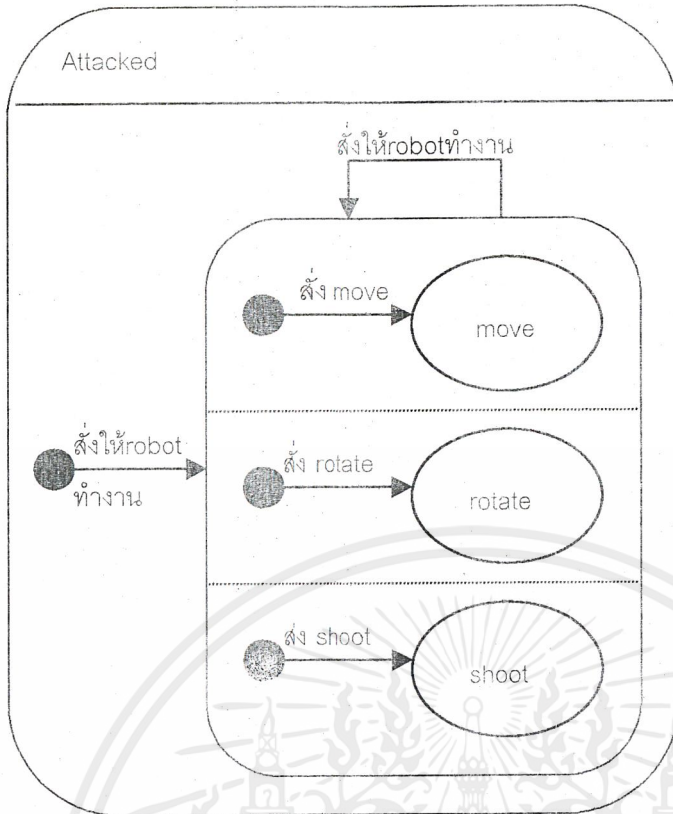 Attacked
สั่งให้robotทำงาน
สั่ง move
move
สั่งให้robot
ทำงาน
สั่ง rotate
rotate
สั่ง shoot
shoot